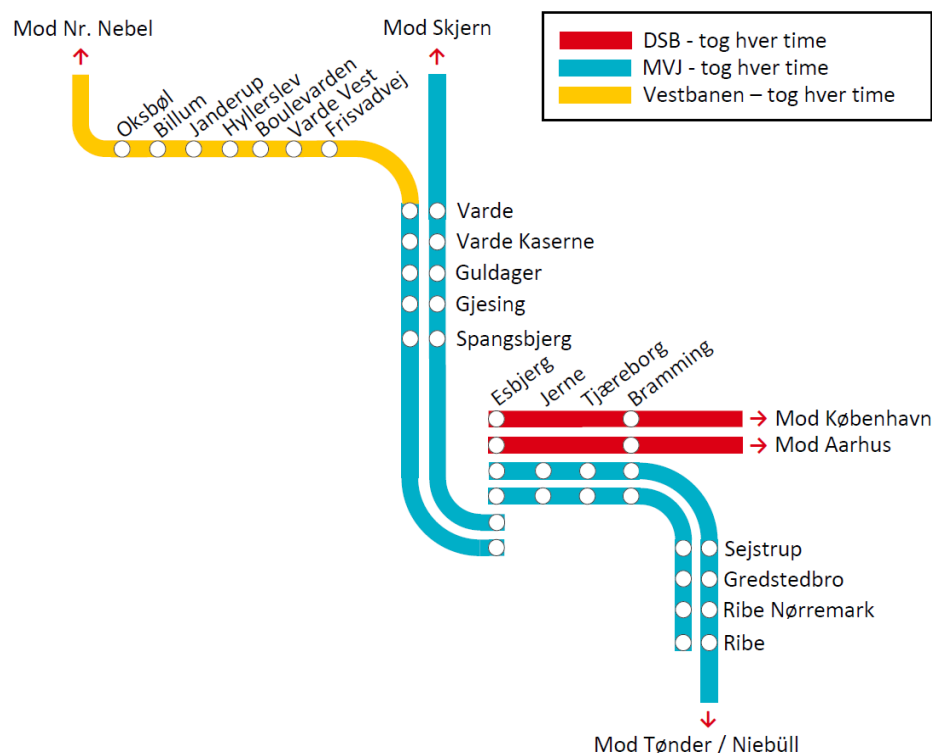 Mod Nr. Nebel
Mod Skjern
DSB - tog hver time
MVJ - tog hver time
Vestbanen – tog hver time
Oksbøl
Billum
Janderup
Hyllerslev
Boulevarden
Varde Vest
Frisvadvej
Varde
Varde Kaserne
Guldager
Gjesing
Spangsbjerg
Esbjerg
Jerne
Tjæreborg
Bramming
Mod København
Mod Aarhus
Sejstrup
Gredstedbro
Ribe Nørremark
Ribe
Mod Tønder / Niebüll